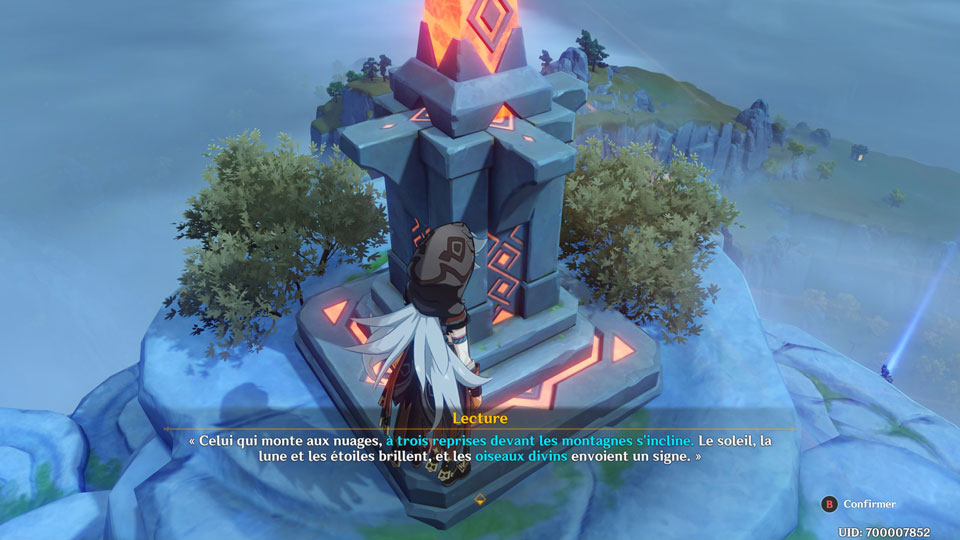 Lecture
« Celui qui monte aux nuages, à trois reprises devant les montagnes s'incline. Le soleil, la
lune et les étoiles brillent, et les oiseaux divins envoient un signe. »
B Confirmer
UID: 700007852